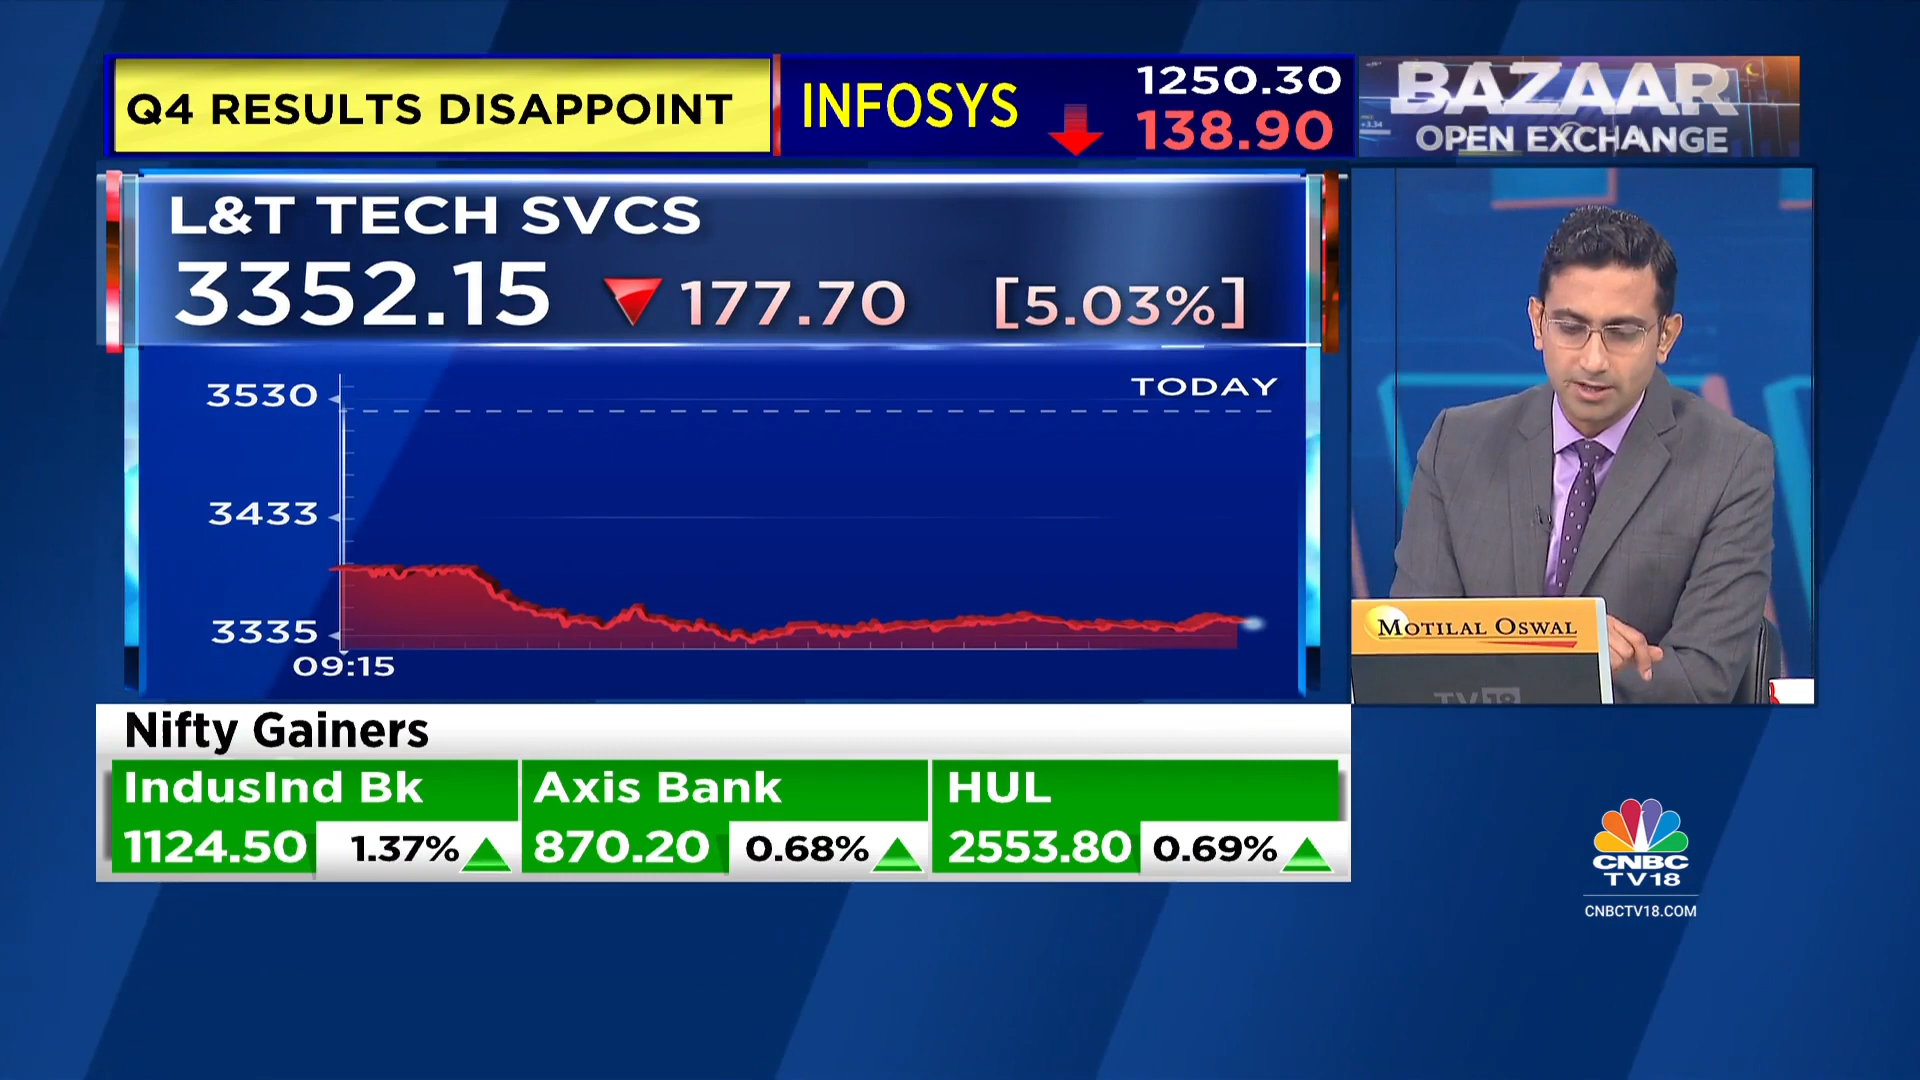 Q4 RESULTS DISAPPOINT
INFOSYS
1250.30
138.90
BAZAAR
OPEN EXCHANGE
L&T TECH SVCS
3352.15 177.70 [5.03%]
TODAY
3530
3433
3335
09:15
MOTILAL OSWAL
TV18
Nifty Gainers
IndusInd Bk
1124.50 1.37%
Axis Bank
870.20 0.68%
HUL
2553.80 0.69%
CNBC
TV18
CNBCTV18.COM